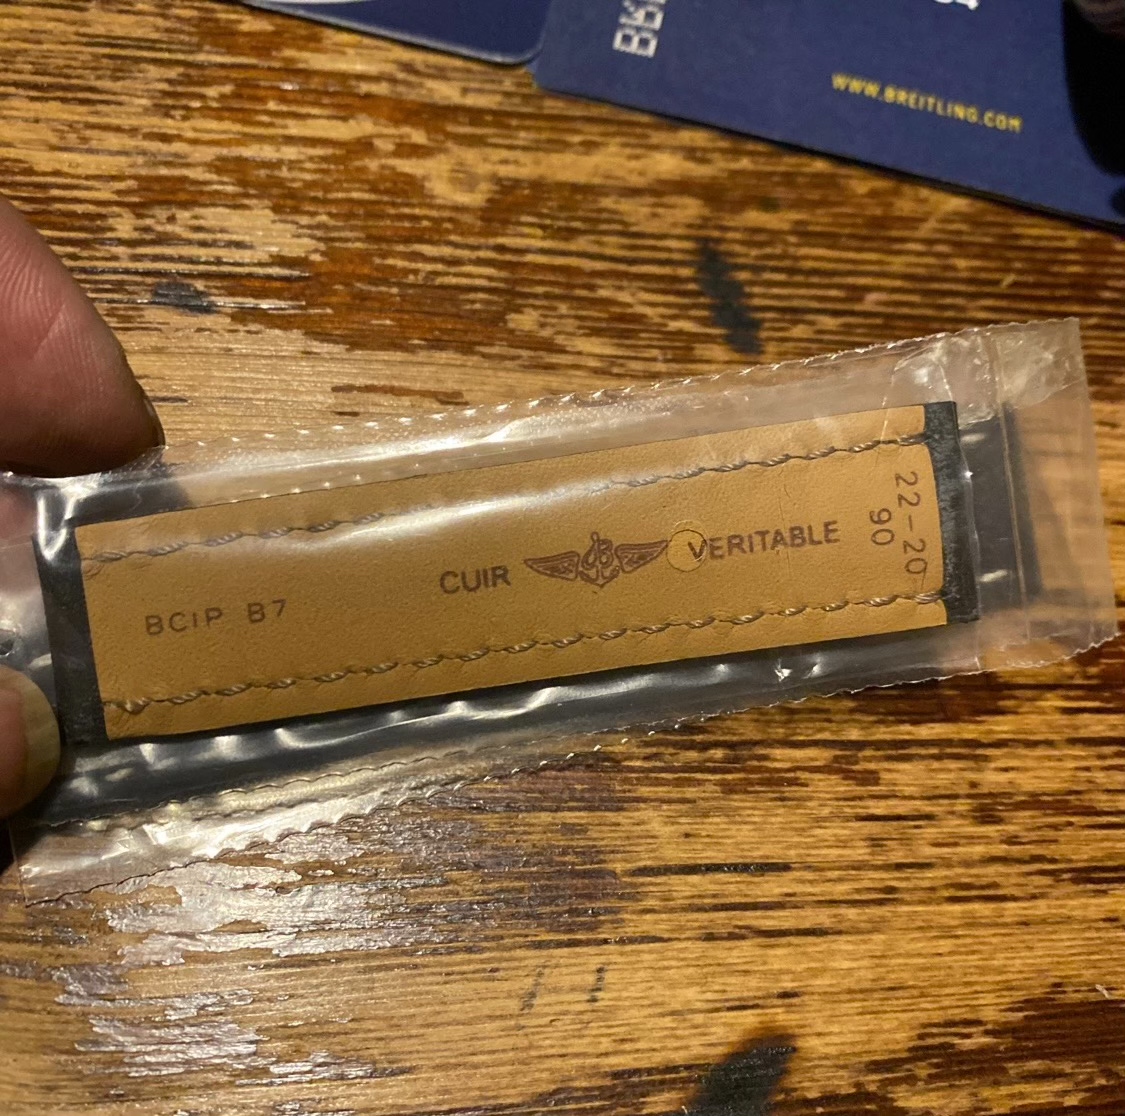 WWW.BREITLING.COM
BCIP B7
CUIR VERITABLE
22-20
90